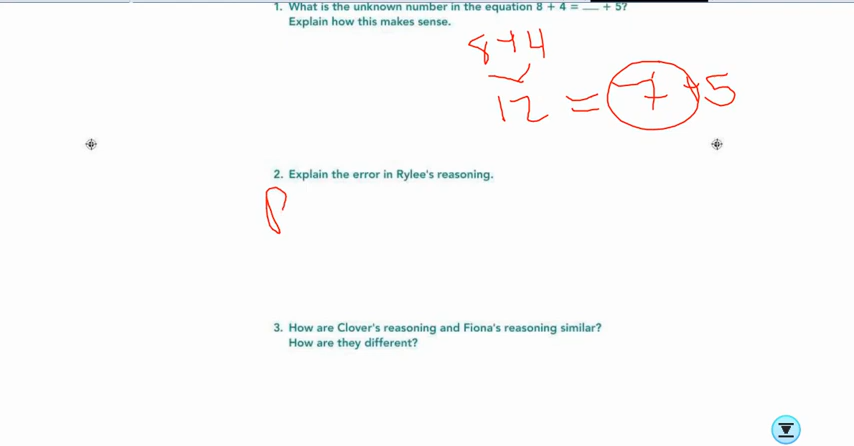 1. What is the unknown number in the equation 8 + 4 = __ + 5?
Explain how this makes sense.
8+4
12 = 7+5
2. Explain the error in Rylee's reasoning.
3. How are Clover's reasoning and Fiona's reasoning similar?
How are they different?